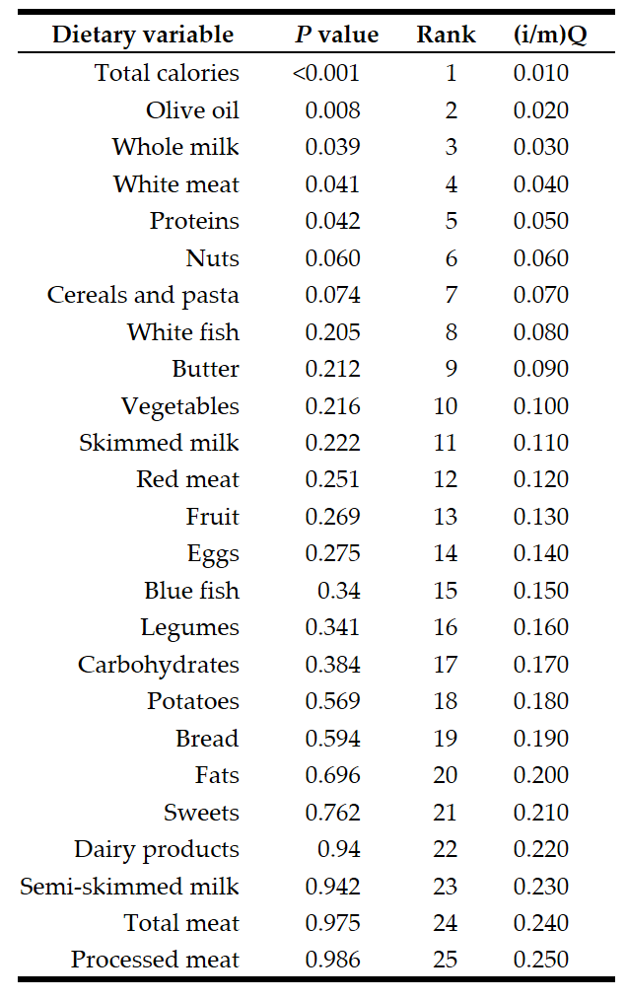 Dietary variable P value Rank (i/m)Q
Total calories <0.001 1 0.010
Olive oil 0.008 2 0.020
Whole milk 0.039 3 0.030
White meat 0.041 4 0.040
Proteins 0.042 5 0.050
Nuts 0.060 6 0.060
Cereals and pasta 0.074 7 0.070
White fish 0.205 8 0.080
Butter 0.212 9 0.090
Vegetables 0.216 10 0.100
Skimmed milk 0.222 11 0.110
Red meat 0.251 12 0.120
Fruit 0.269 13 0.130
Eggs 0.275 14 0.140
Blue fish 0.34 15 0.150
Legumes 0.341 16 0.160
Carbohydrates 0.384 17 0.170
Potatoes 0.569 18 0.180
Bread 0.594 19 0.190
Fats 0.696 20 0.200
Sweets 0.762 21 0.210
Dairy products 0.94 22 0.220
Semi-skimmed milk 0.942 23 0.230
Total meat 0.975 24 0.240
Processed meat 0.986 25 0.250